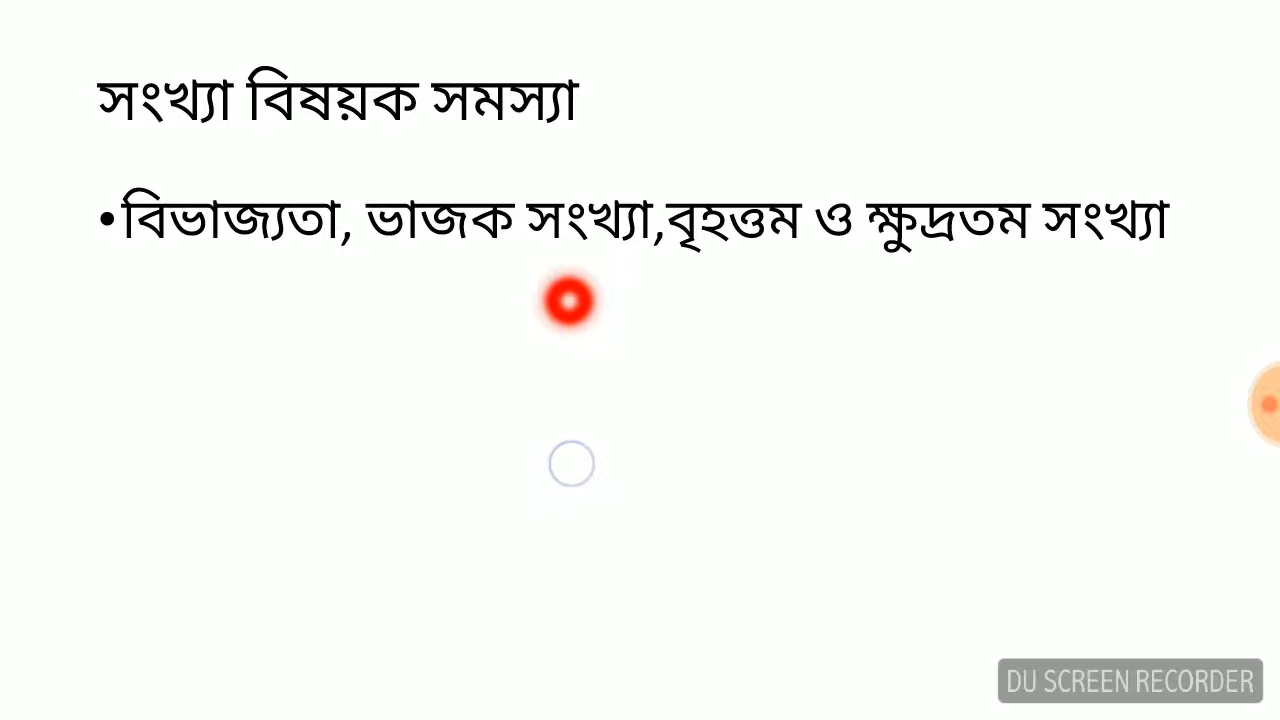 সংখ্যা বিষয়ক সমস্যা
•বিভাজ্যতা, ভাজক সংখ্যা,বৃহত্তম ও ক্ষুদ্রতম সংখ্যা
DU SCREEN RECORDER